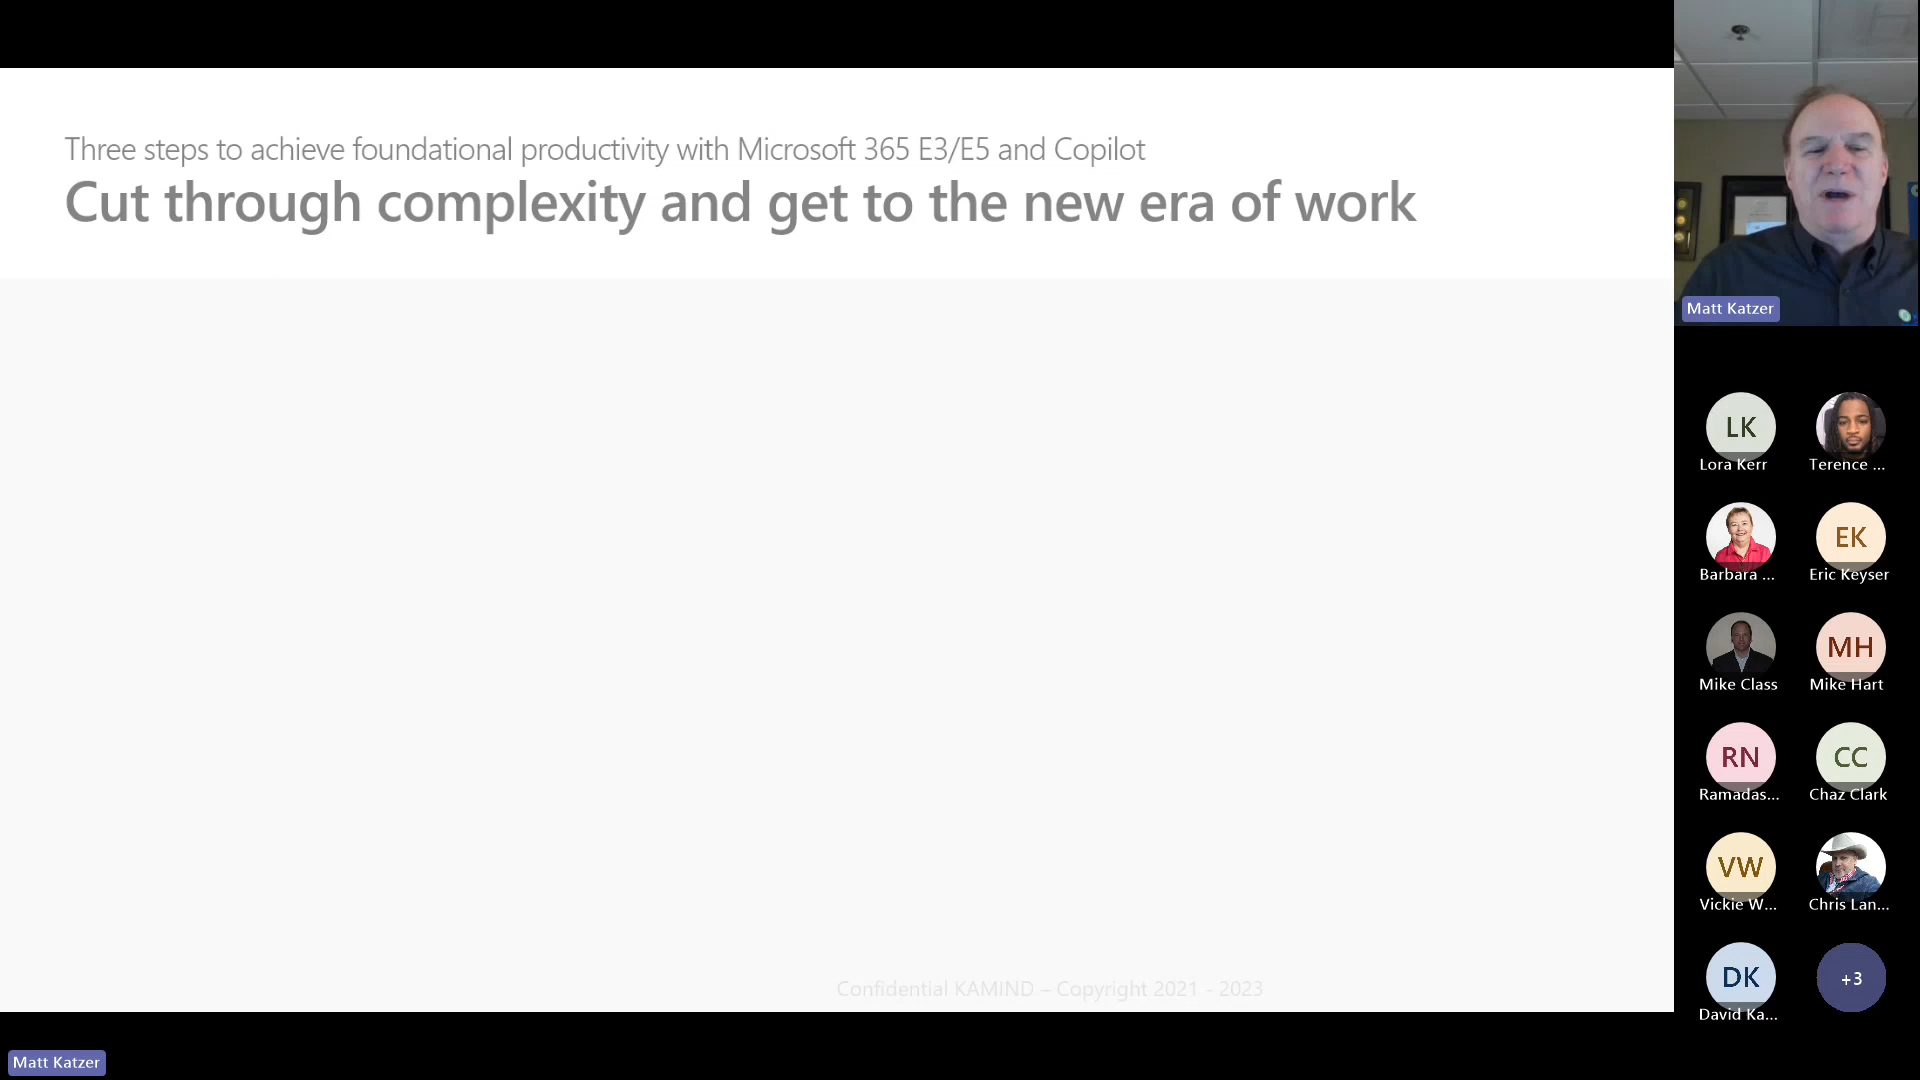 Three steps to achieve foundational productivity with Microsoft 365 E3/E5 and Copilot
Cut through complexity and get to the new era of work
Confidential KAMIND – Copyright 2021 - 2023
Matt Katzer
LK
Lora Kerr
Terence ...
Barbara ...
EK
Eric Keyser
Mike Class
MH
Mike Hart
RN
Ramadas...
CC
Chaz Clark
VW
Vickie W...
Chris Lan...
DK
David Ka...
+3
Matt Katzer